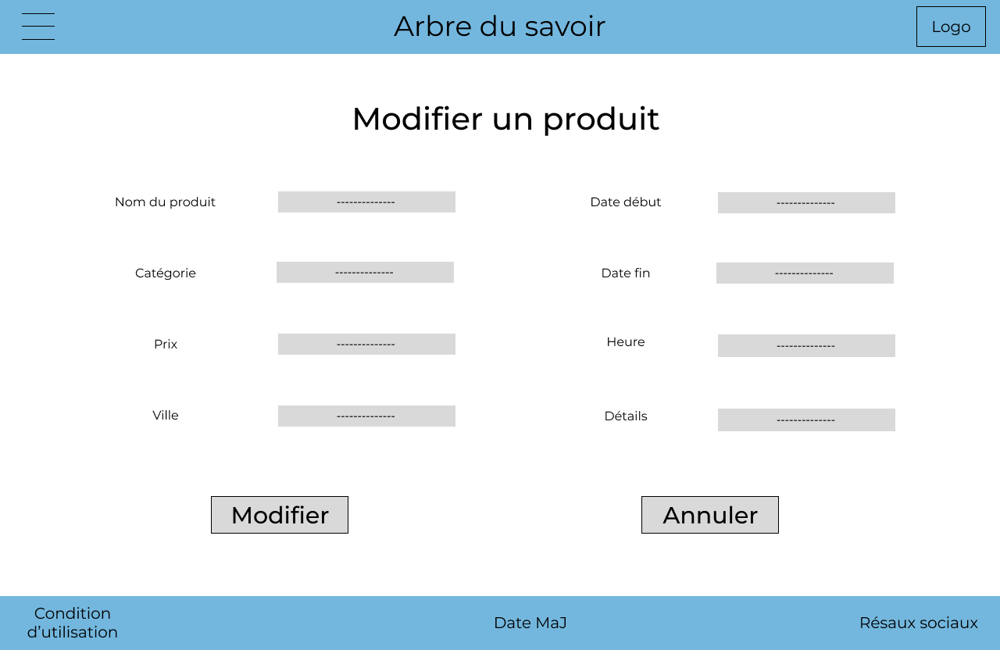 Arbre du savoir
Logo
Modifier un produit
Nom du produit
--------------
Date début
--------------
Catégorie
--------------
Date fin
--------------
Prix
--------------
Heure
--------------
Ville
--------------
Détails
--------------
Modifier
Annuler
Condition
d’utilisation
Date MaJ
Résaux sociaux